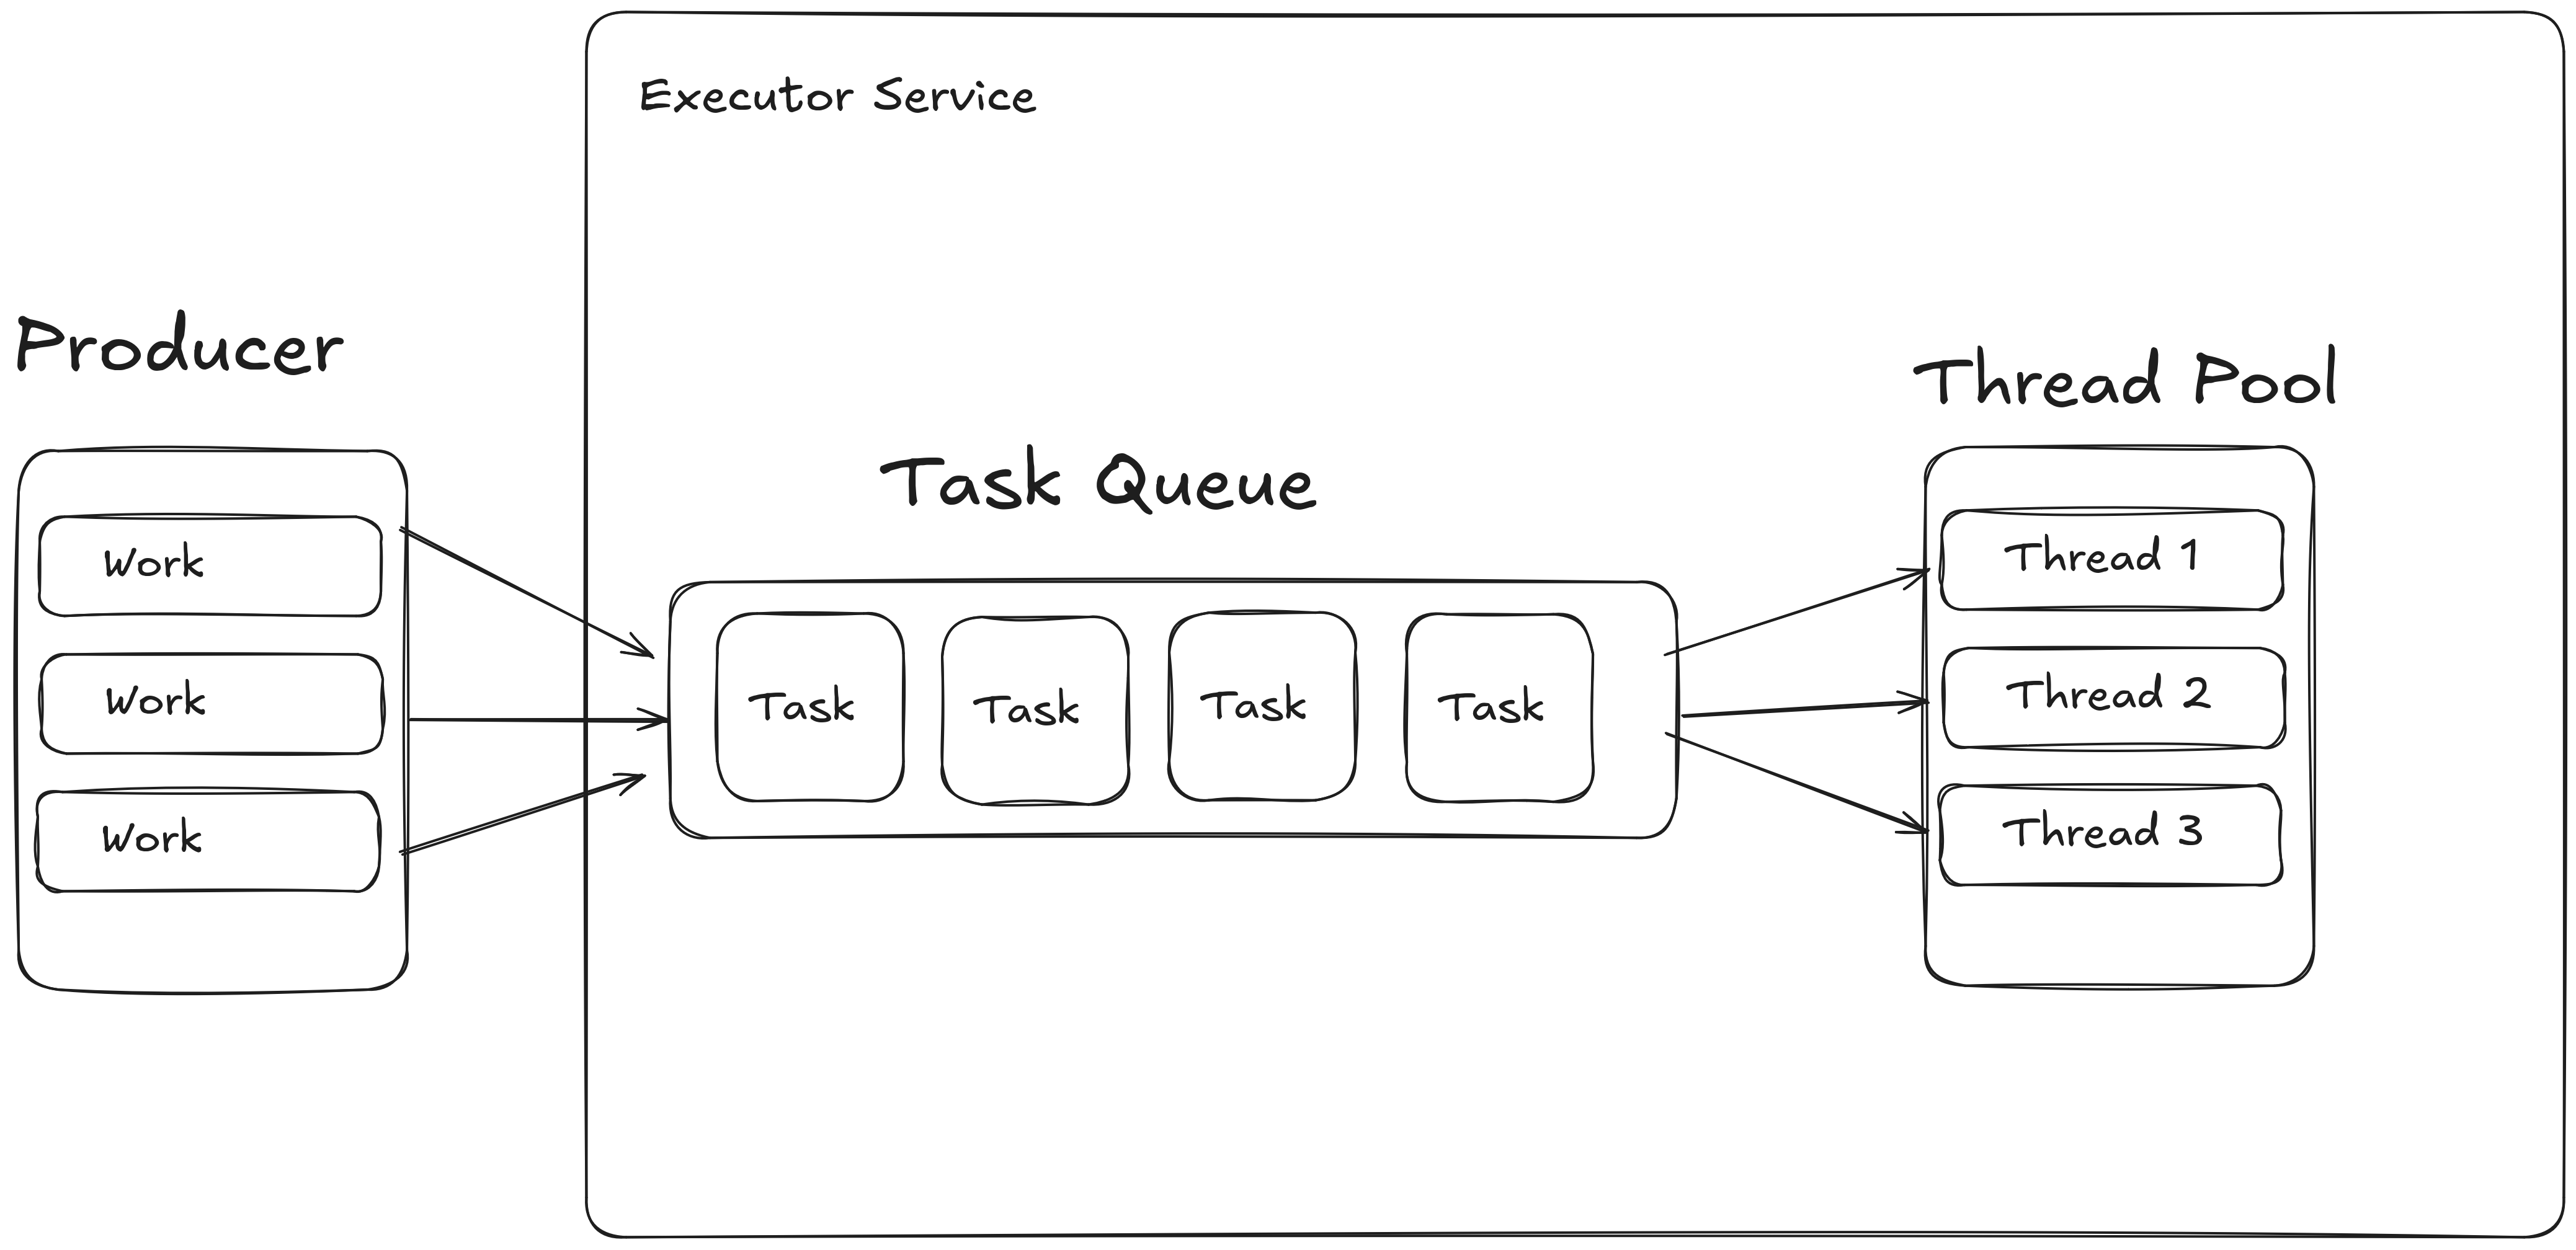 Executor Service
Producer
Work
Work
Work
Task Queue
Task
Task
Task
Task
Thread Pool
Thread 1
Thread 2
Thread 3